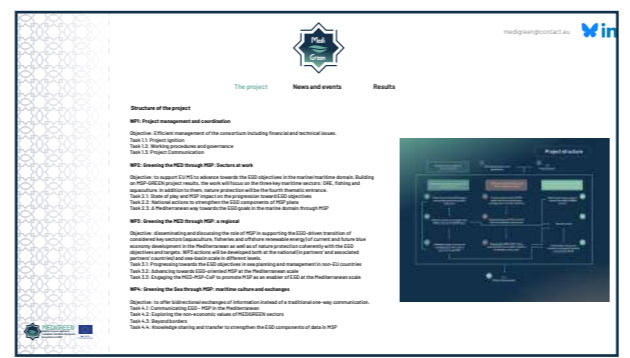 medigreen@contact.eu
Medi
Green
The project
News and events
Results
Structure of the project
WP1: Project management and coordination
Objective: Efficient management of the consortium including financial and technical issues.
Task 1.1: Project ignition
Task 1.2: Working procedures and governance
Task 1.3: Project Communication
WP2: Greening the MED through MSP: Sectors at work
Objective: to support EU MS to advance towards the EGD objectives in the marine/maritime domain. Building
on MSP-GREEN project results, the work will focus on the three key maritime sectors: ORE, fishing and
aquaculture. In addition to them, nature protection will be the fourth thematic entrance.
Task 2.1: State of play and MSP impact on the progression toward EGD objectives
Task 2.2: National actions to strengthen the EGD components of MSP plans
Task 2.3: A Mediterranean way towards the EGD goals in the marine domain through MSP
WP3: Greening the MED through MSP: a regional
Objective: disseminating and discussing the role of MSP in supporting the EGD-driven transition of
considered key sectors (aquaculture, fisheries and offshore renewable energy) of current and future blue
economy development in the Mediterranean as well as of nature protection coherently with the EGD
objectives and targets. WP3 actions will be developed both at the national (in partners' and associated
partners' countries) and sea-basin scale in different levels.
Task 3.1: Progressing towards the EGD objectives in sea planning and management in non-EU countries
Task 3.2: Advancing towards EGD-oriented MSP at the Mediterranean scale
Task 3.3: Engaging the MED-MSP-CoP to promote MSP as an enabler of EGD at the Mediterranean scale
WP4: Greening the Sea through MSP: maritime culture and exchanges
Objective: to offer bidirectional exchanges of information instead of a traditional one-way communication.
Task 4.1: Communicating EGD - MSP in the Mediterranean
Task 4.2: Exploring the non-economic values of MEDIGREEN sectors
Task 4.3: Beyond borders
Task 4.4: Knowledge sharing and transfer to strengthen the EGD components of data in MSP
Project structure
MEDIGREEN